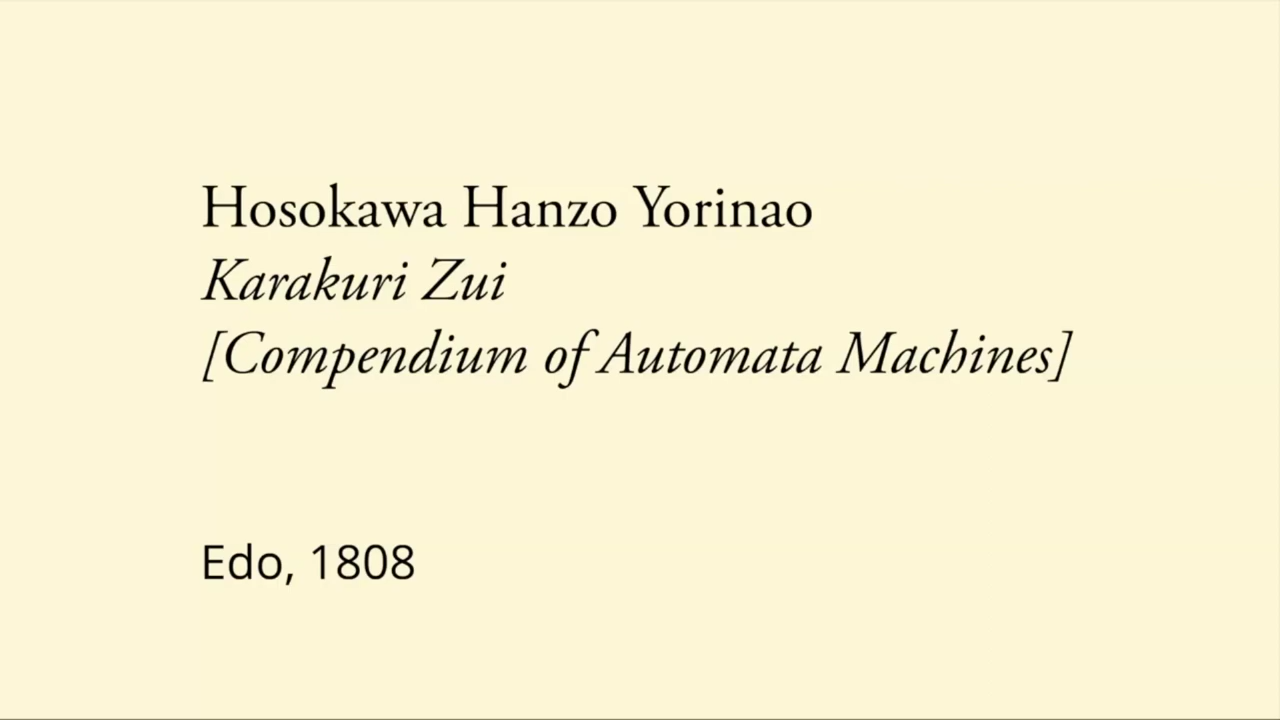 Hosokawa Hanzo Yorinao
Karakuri Zui
[Compendium of Automata Machines]
Edo, 1808